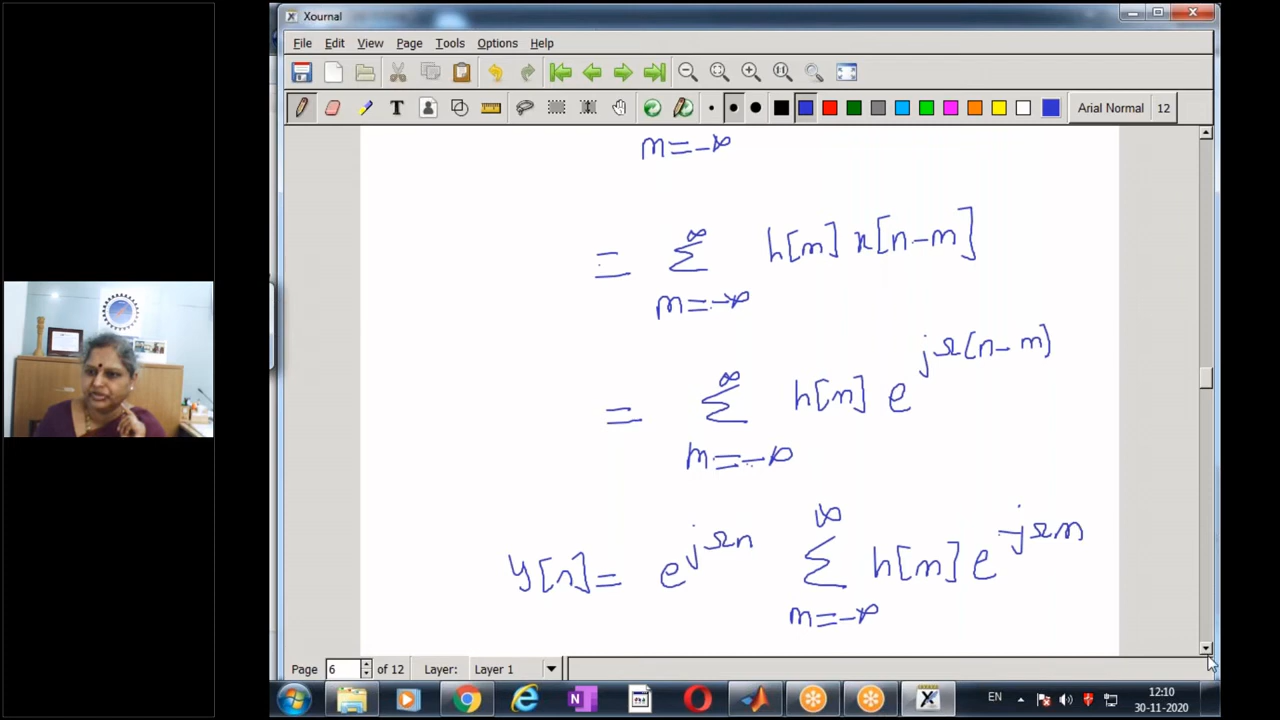 Xournal
File Edit View Page Tools Options Help
Arial Normal 12
m=-∞
= ∑ ∞ m=-∞ h[m] x[n-m]
= ∑ ∞ m=-∞ h[m] e^{jΩ(n-m)}
y[n]= e^{jΩn} ∑ ∞ m=-∞ h[m] e^{-jΩm}
Page 6 of 12 Layer: Layer 1
EN 12:10
30-11-2020